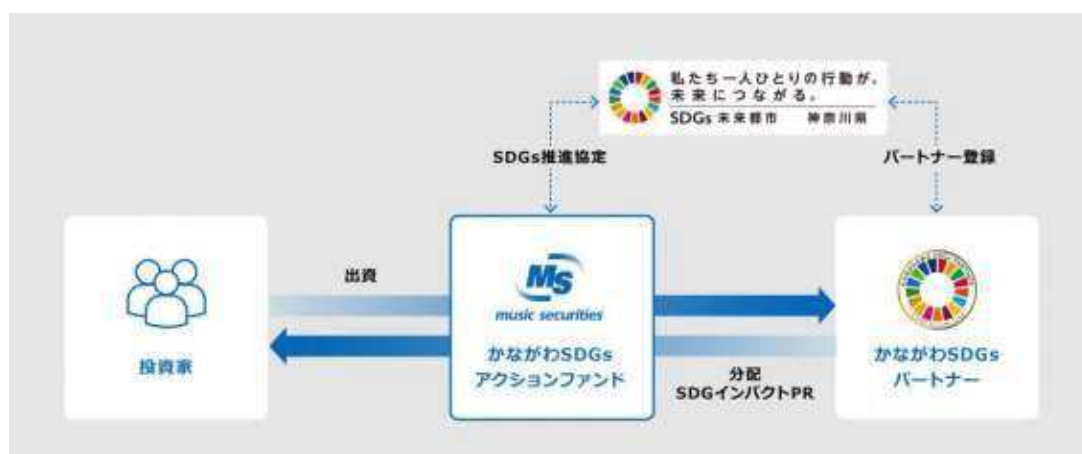 私たち一人ひとりの行動が、
未来につながる。
SDGs 未来都市 神奈川県
SDGs推進協定
パートナー登録
出資
MS
music securities
投資家
かながわSDGs
アクションファンド
分配
SDGインパクトPR
かながわSDGs
パートナー